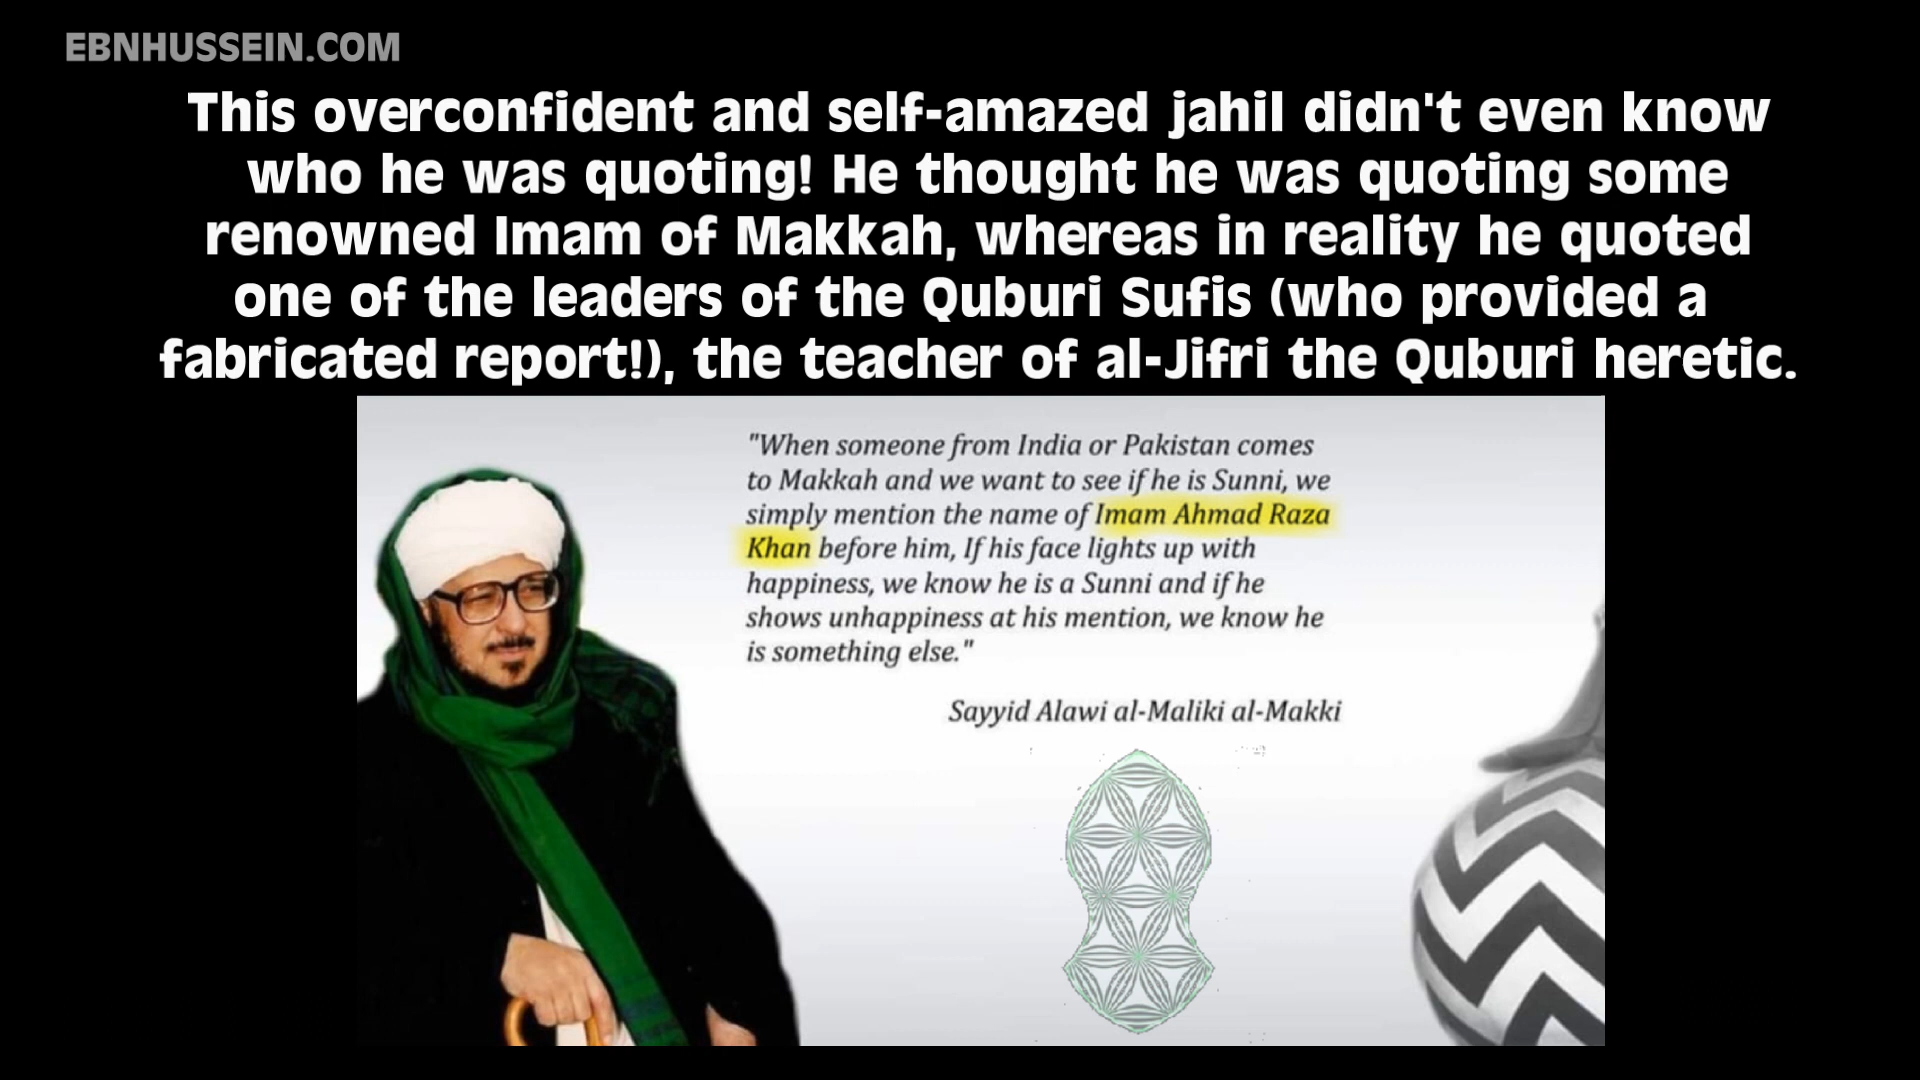 EBNHUSSEIN.COM
This overconfident and self-amazed jahil didn't even know
who he was quoting! He thought he was quoting some
renowned Imam of Makkah, whereas in reality he quoted
one of the leaders of the Quburi Sufis (who provided a
fabricated report!), the teacher of al-Jifri the Quburi heretic.
"When someone from India or Pakistan comes
to Makkah and we want to see if he is Sunni, we
simply mention the name of Imam Ahmad Raza
Khan before him, If his face lights up with
happiness, we know he is a Sunni and if he
shows unhappiness at his mention, we know he
is something else."
Sayyid Alawi al-Maliki al-Makki